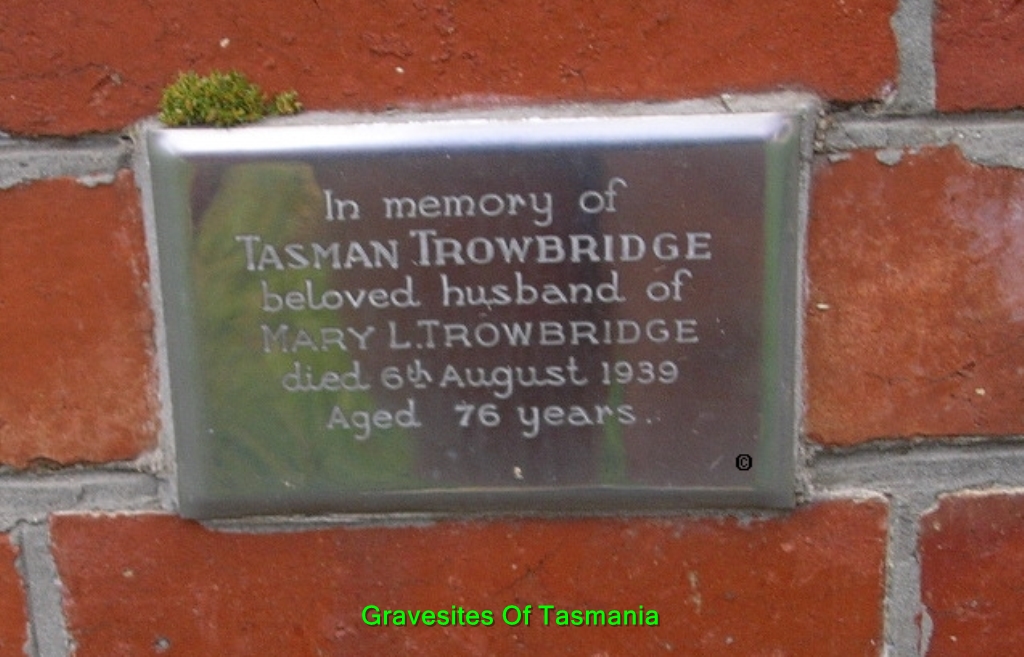 In memory of
TASMAN TROWBRIDGE
beloved husband of
MARY L. TROWBRIDGE
died 6th August 1939
Aged 76 years.
©
Gravesites Of Tasmania